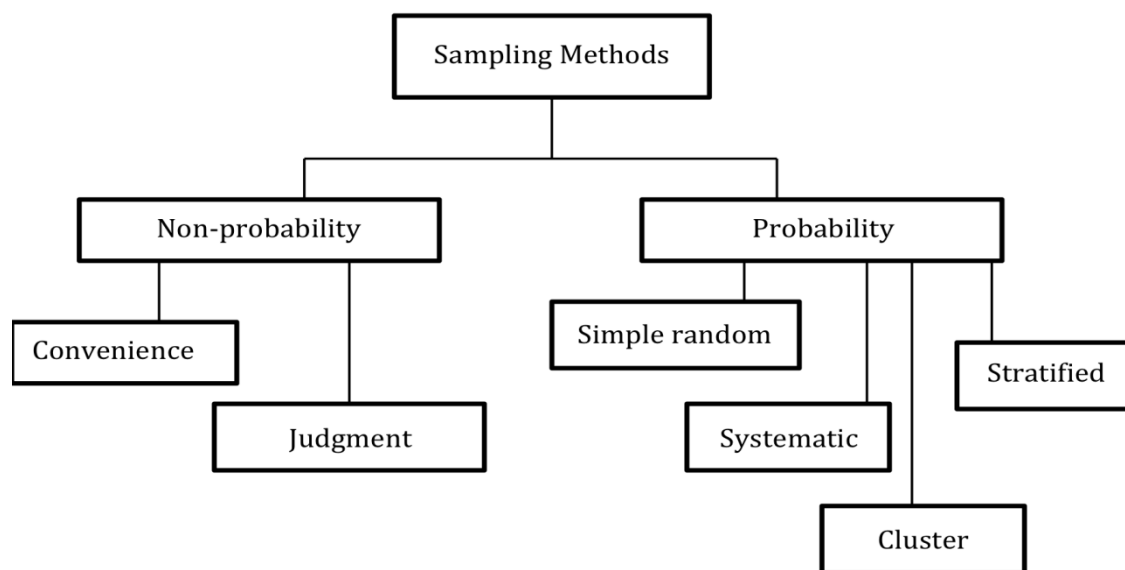 Sampling Methods
Non-probability
Probability
Convenience
Simple random
Stratified
Judgment
Systematic
Cluster